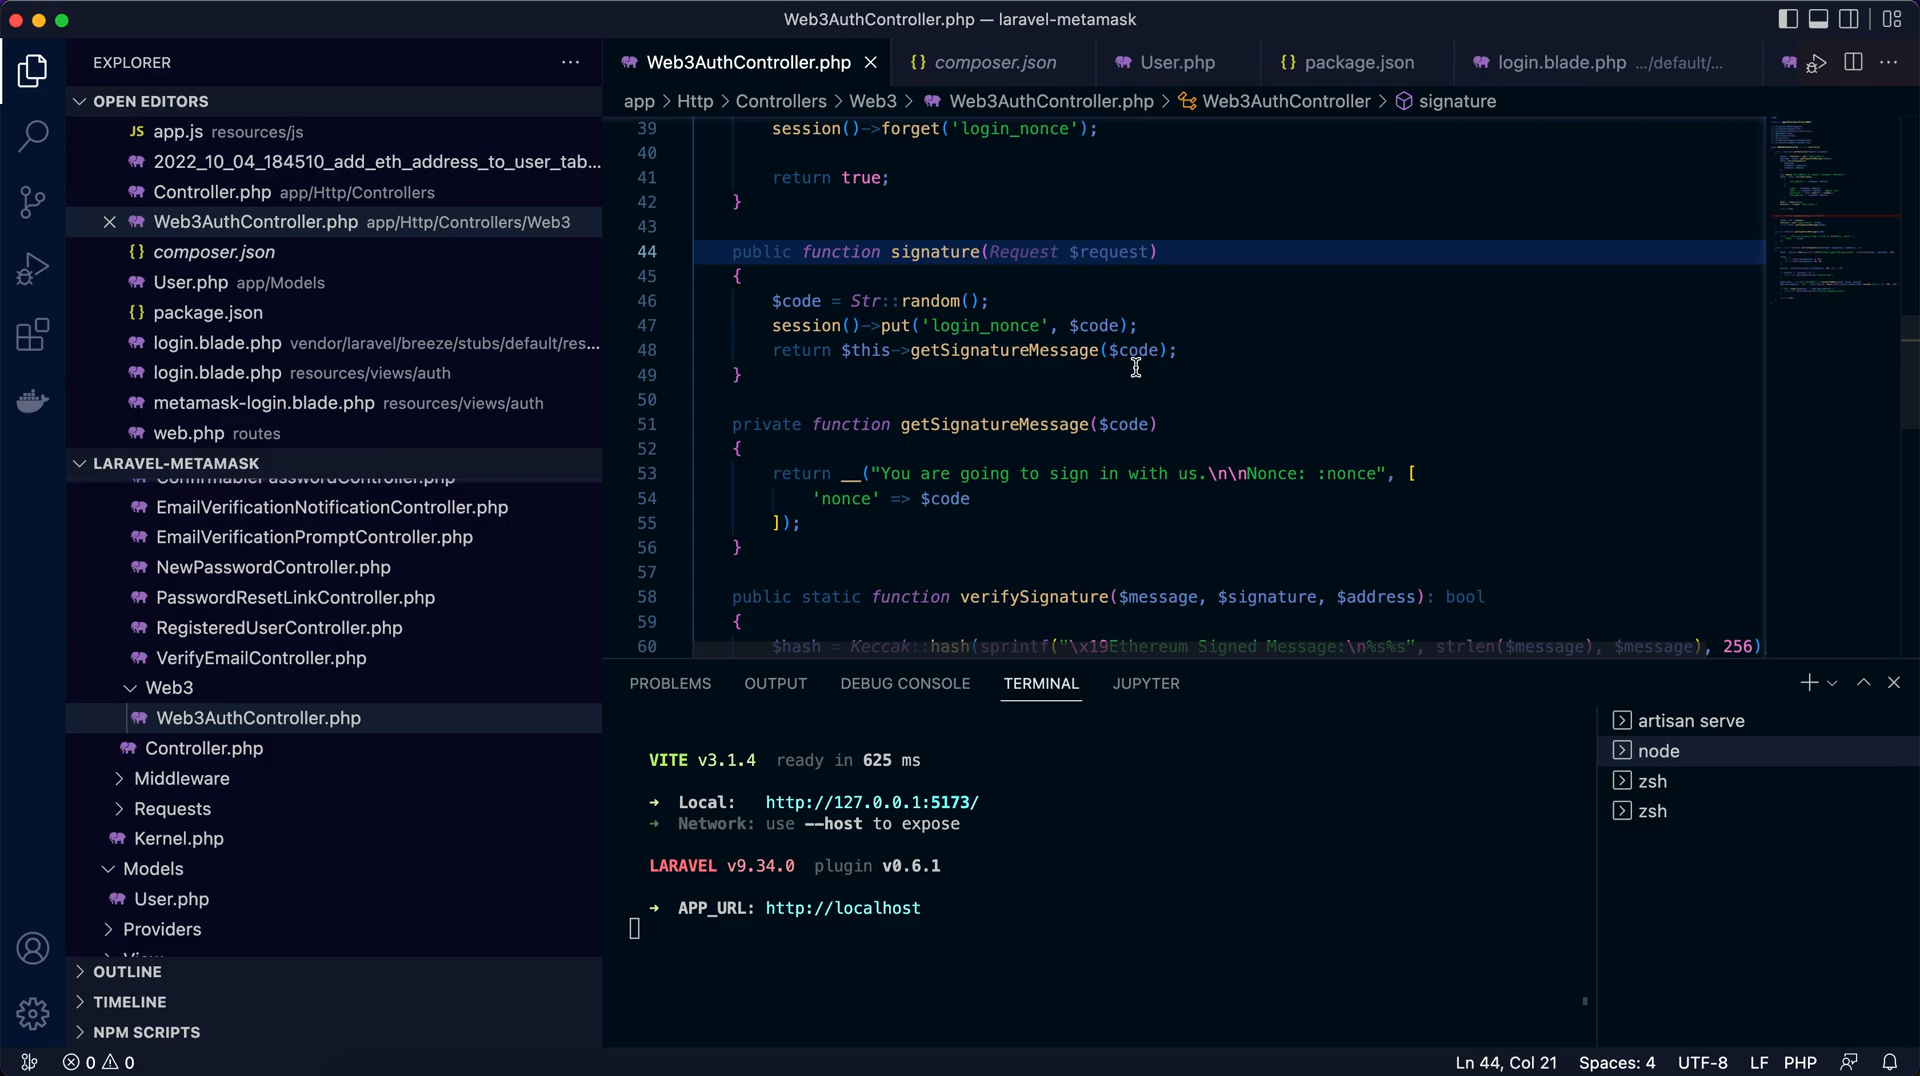 Web3AuthController.php — laravel-metamask
EXPLORER
OPEN EDITORS
JS app.js resources/js
2022_10_04_184510_add_eth_address_to_user_tab...
Controller.php app/Http/Controllers
Web3AuthController.php app/Http/Controllers/Web3
{} composer.json
User.php app/Models
{} package.json
login.blade.php vendor/laravel/breeze/stubs/default/res...
login.blade.php resources/views/auth
metamask-login.blade.php resources/views/auth
web.php routes
LARAVEL-METAMASK
EmailVerificationNotificationController.php
EmailVerificationPromptController.php
NewPasswordController.php
PasswordResetLinkController.php
RegisteredUserController.php
VerifyEmailController.php
Web3
Web3AuthController.php
Controller.php
Middleware
Requests
Kernel.php
Models
User.php
Providers
OUTLINE
TIMELINE
NPM SCRIPTS
Web3AuthController.php {} composer.json User.php {} package.json login.blade.php .../default/...
app > Http > Controllers > Web3 > Web3AuthController.php > Web3AuthController > signature
39 session()->forget('login_nonce');
40
41 return true;
42 }
43
44 public function signature(Request $request)
45 {
46 $code = Str::random();
47 session()->put('login_nonce', $code);
48 return $this->getSignatureMessage($code);
49 }
50
51 private function getSignatureMessage($code)
52 {
53 return __("You are going to sign in with us.\n\nNonce: :nonce", [
54 'nonce' => $code
55 ]);
56 }
57
58 public static function verifySignature($message, $signature, $address): bool
59 {
60 $hash = Keccak::hash(sprintf("\x19Ethereum Signed Message:\n%s%s", strlen($message), $message), 256)
PROBLEMS OUTPUT DEBUG CONSOLE TERMINAL JUPYTER
VITE v3.1.4 ready in 625 ms
➜ Local: http://127.0.0.1:5173/
➜ Network: use --host to expose
LARAVEL v9.34.0 plugin v0.6.1
➜ APP_URL: http://localhost
artisan serve
node
zsh
zsh
0 0
Ln 44, Col 21 Spaces: 4 UTF-8 LF PHP